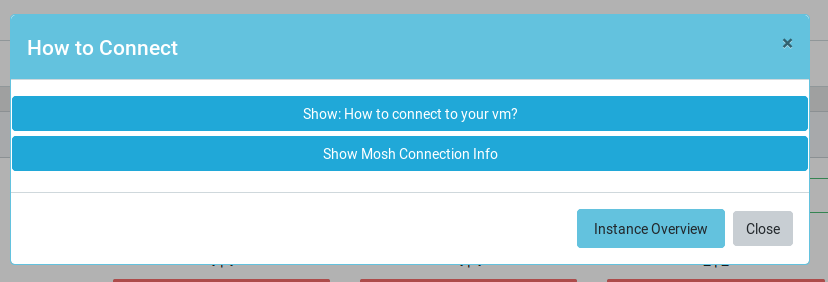 How to Connect
×
Show: How to connect to your vm?
Show Mosh Connection Info
Instance Overview
Close